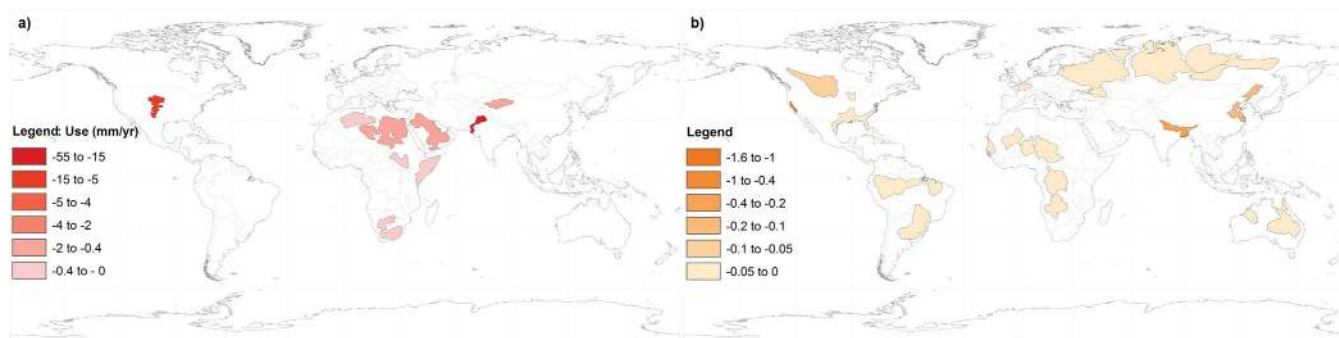 a)
Legend: Use (mm/yr)
-55 to -15
-15 to -5
-5 to -4
-4 to -2
-2 to -0.4
-0.4 to - 0
b)
Legend
-1.6 to -1
-1 to -0.4
-0.4 to -0.2
-0.2 to -0.1
-0.1 to -0.05
-0.05 to 0